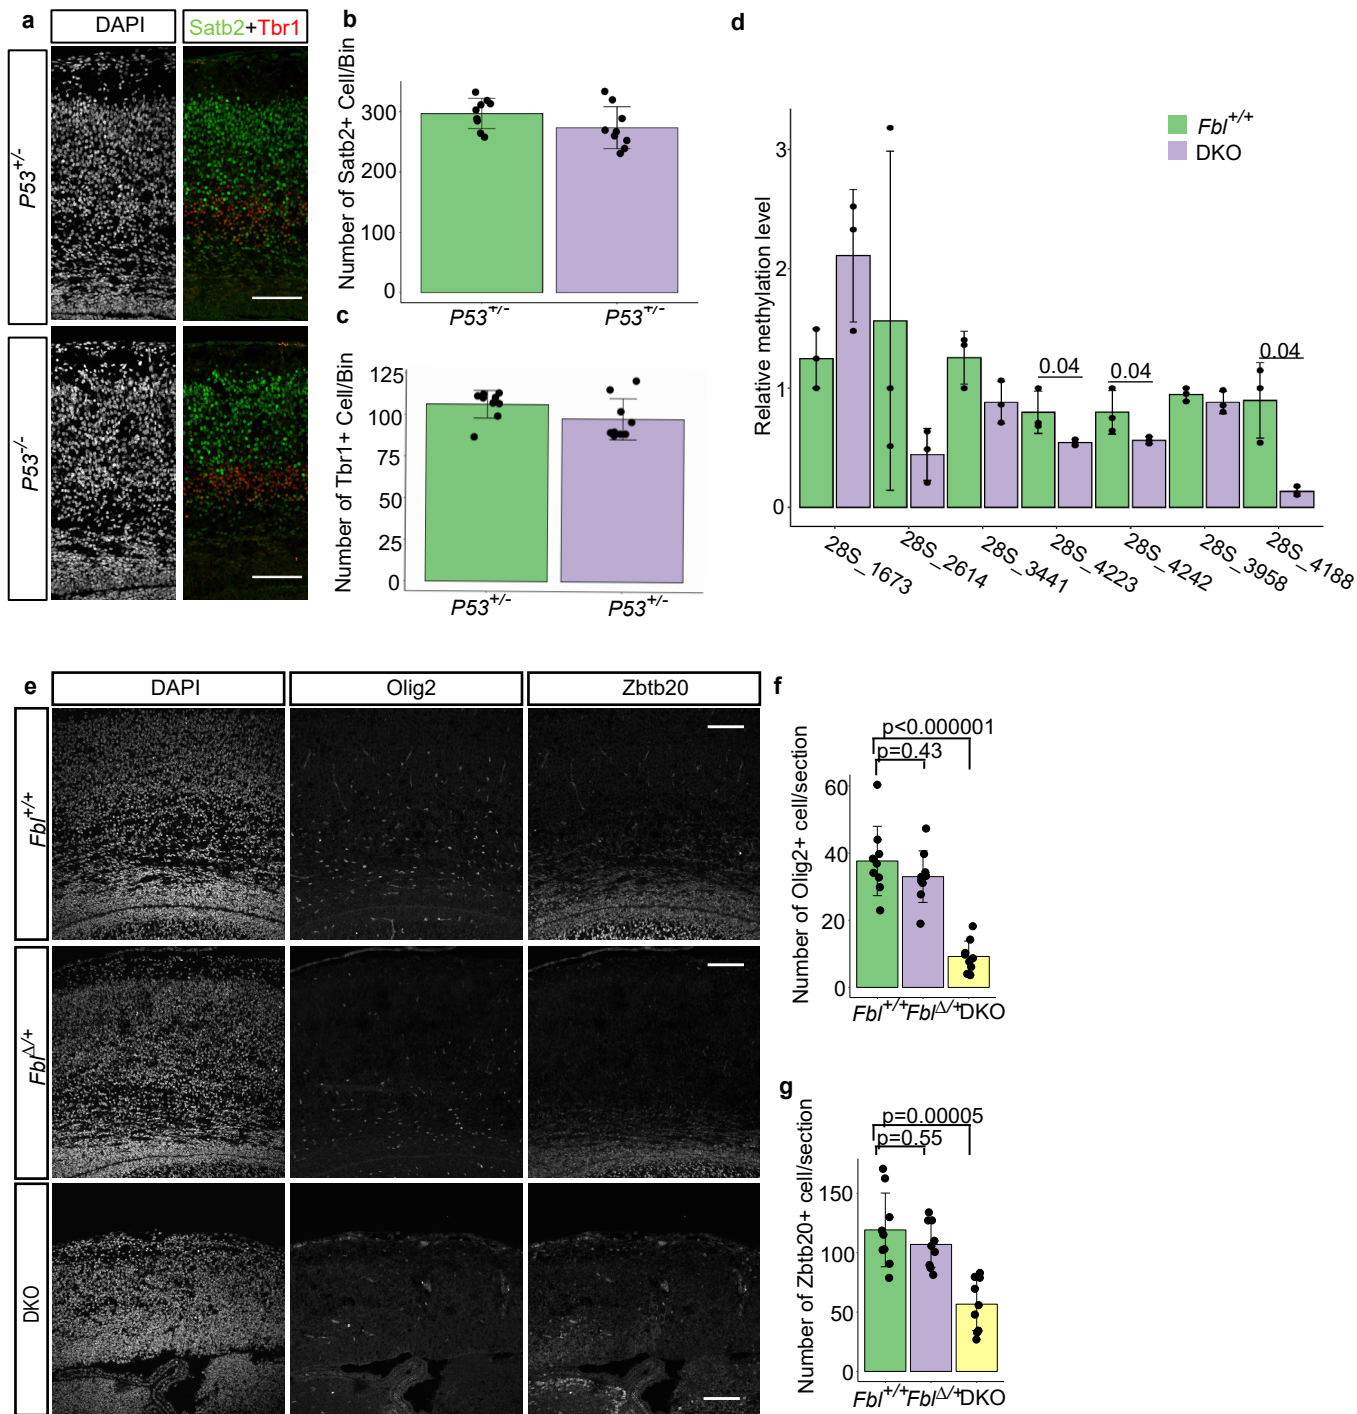 a
DAPI
Satb2+Tbr1
P53+/-
P53-/-
b
Number of Satb2+ Cell/Bin
300
200
100
0
P53+/-
P53+/-
c
Number of Tbr1+ Cell/Bin
125
100
75
50
25
0
P53+/-
P53+/-
d
Relative methylation level
3
2
1
0
Fbl+/+
DKO
0.04
0.04
0.04
28S_1673
28S_2614
28S_3441
28S_4223
28S_4242
28S_3958
28S_4188
e
DAPI
Olig2
Zbtb20
Fbl+/+
FblΔ/+
DKO
f
p<0.000001
p=0.43
Number of Olig2+ cell/section
60
40
20
0
Fbl+/+ FblΔ/+ DKO
g
p=0.00005
p=0.55
Number of Zbtb20+ cell/section
150
100
50
0
Fbl+/+ FblΔ/+ DKO